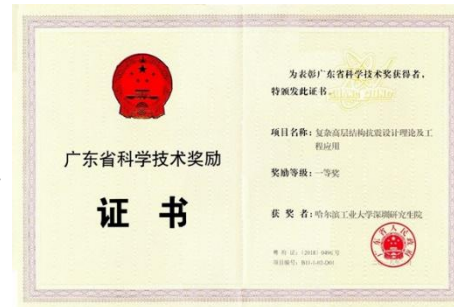 广东省科学技术奖励
证 书
为表彰广东省科学技术奖获得者，
特颁发此证书。
项目名称：复杂高层结构抗震设计理论及工
程应用
奖励等级：一等奖
获 奖 者：哈尔滨工业大学深圳研究生院